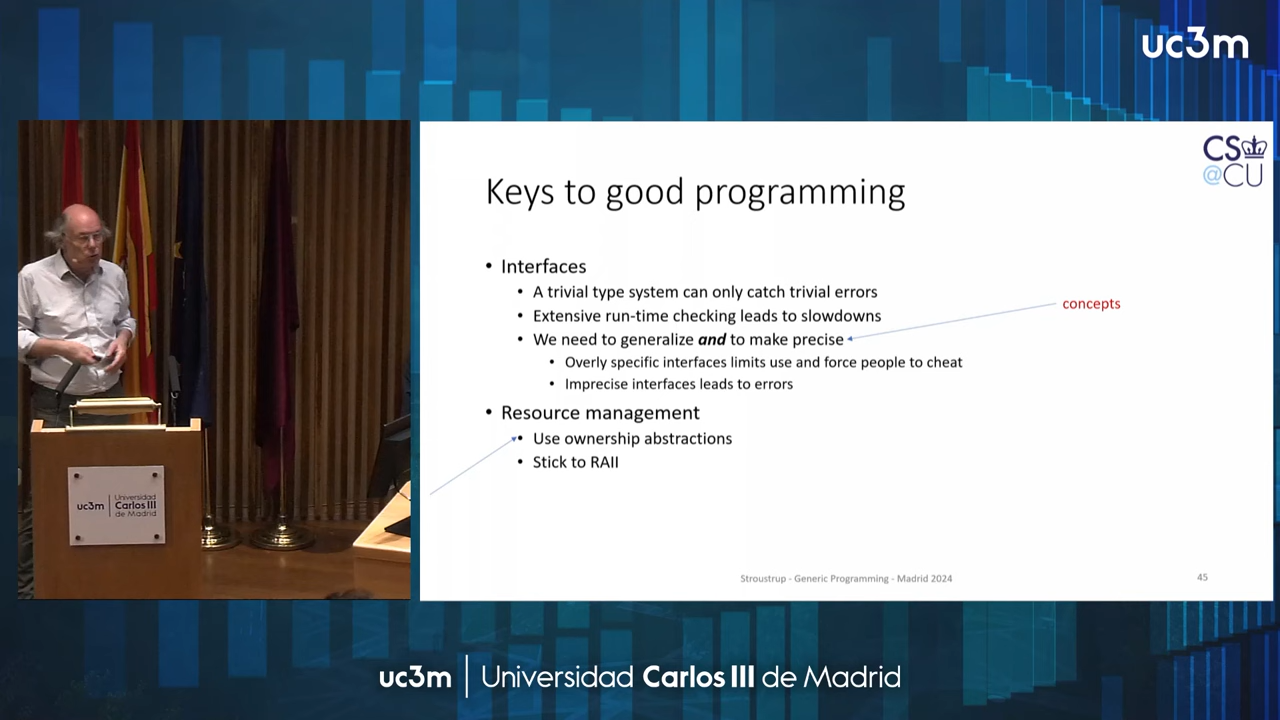 uc3m
CS
@CU
Keys to good programming
• Interfaces
• A trivial type system can only catch trivial errors
• Extensive run-time checking leads to slowdowns
concepts
• We need to generalize and to make precise
• Overly specific interfaces limits use and force people to cheat
• Imprecise interfaces leads to errors
• Resource management
• Use ownership abstractions
• Stick to RAII
Stroustrup - Generic Programming - Madrid 2024
45
uc3m | Universidad
Carlos III
de Madrid
uc3m | Universidad Carlos III de Madrid